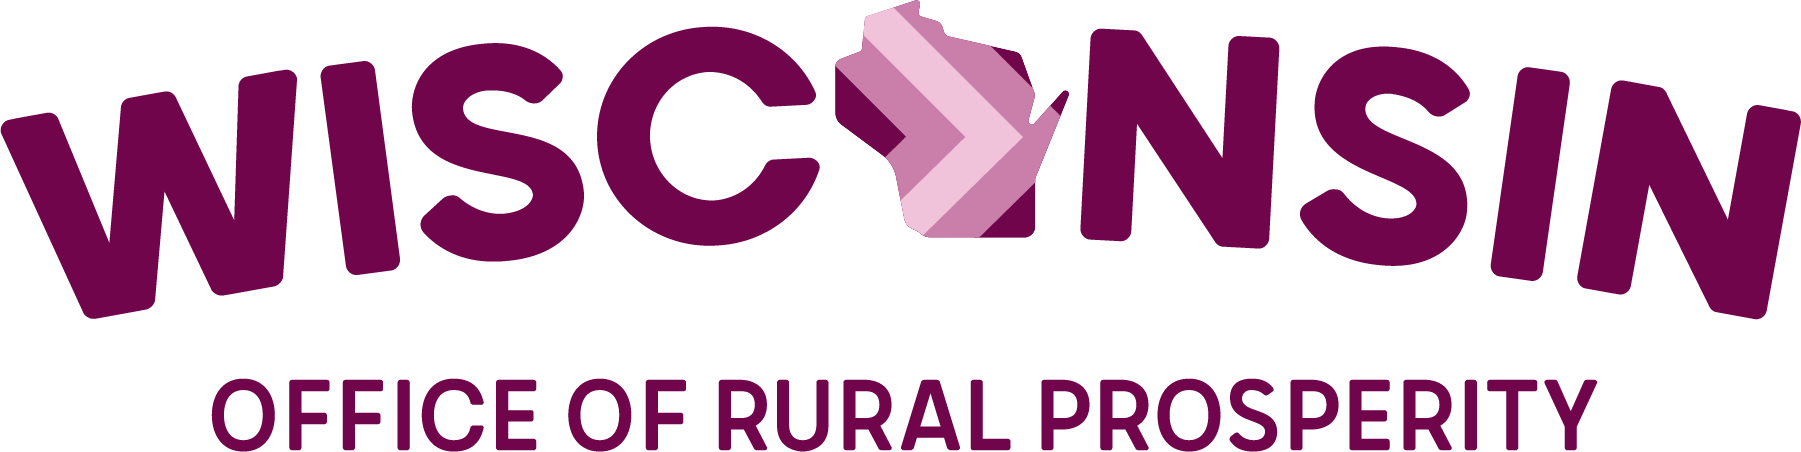 WISCONSIN
OFFICE OF RURAL PROSPERITY